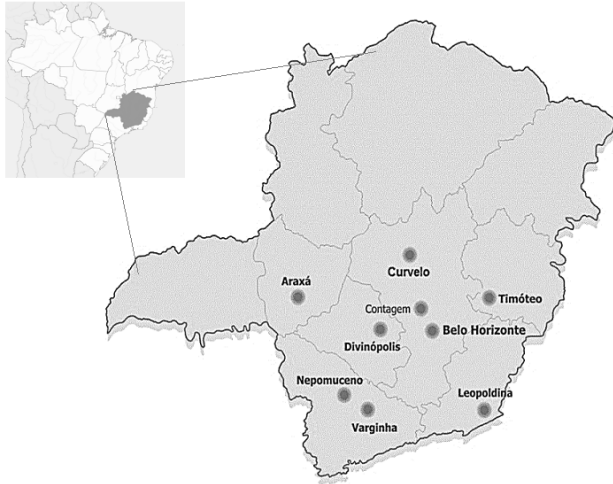 Curvelo
Araxá
Timóteo
Contagem
Belo Horizonte
Divinópolis
Nepomuceno
Leopoldina
Varginha